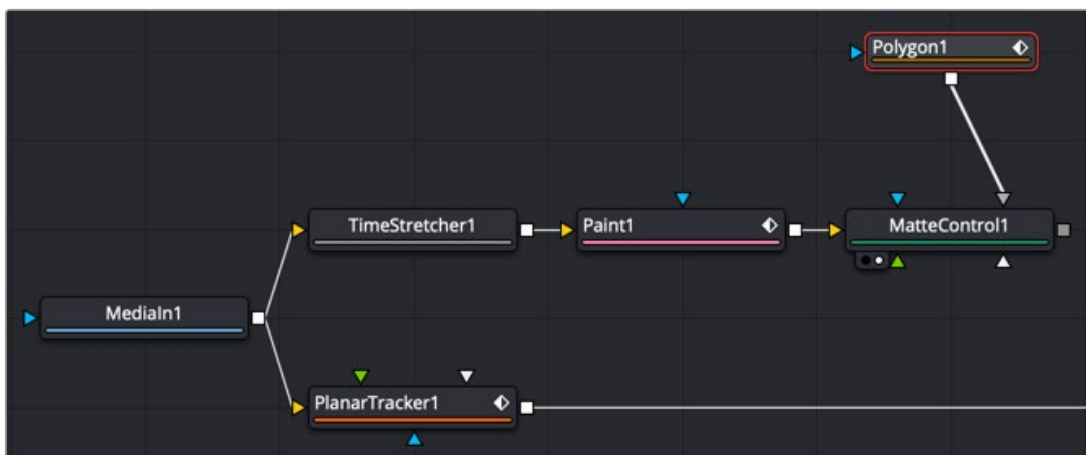 Polygon1
TimeStretcher1
Paint1
MatteControl1
MediaIn1
PlanarTracker1